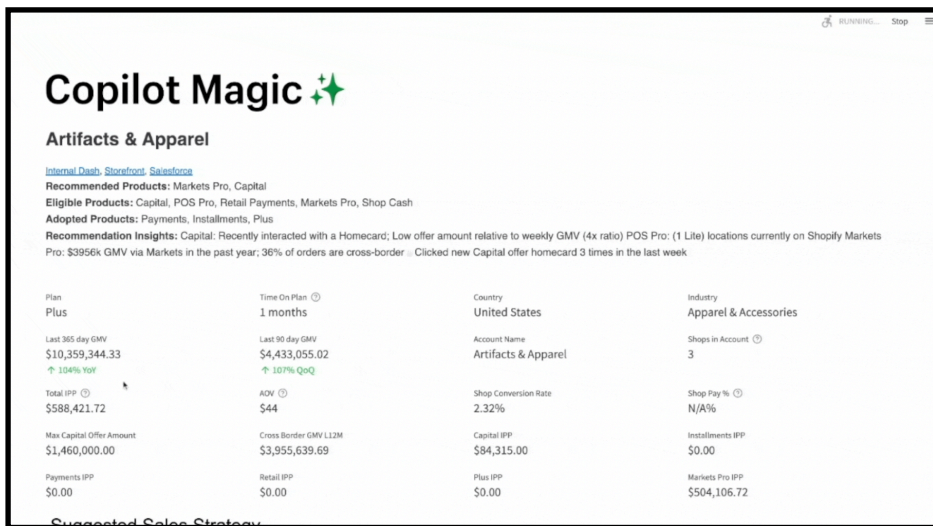 RUNNING... Stop
Copilot Magic
Artifacts & Apparel
Internal Dash, Storefront, Salesforce
Recommended Products: Markets Pro, Capital
Eligible Products: Capital, POS Pro, Retail Payments, Markets Pro, Shop Cash
Adopted Products: Payments, Installments, Plus
Recommendation Insights: Capital: Recently interacted with a Homecard; Low offer amount relative to weekly GMV (4x ratio) POS Pro: (1 Lite) locations currently on Shopify Markets
Pro: $3956k GMV via Markets in the past year; 36% of orders are cross-border Clicked new Capital offer homecard 3 times in the last week
Plan Time On Plan ? Country Industry
Plus 1 months United States Apparel & Accessories
Last 365 day GMV Last 90 day GMV Account Name Shops in Account ?
$10,359,344.33 $4,433,055.02 Artifacts & Apparel 3
↑ 104% YoY ↑ 107% QoQ
Total IPP ? AOV ? Shop Conversion Rate Shop Pay % ?
$588,421.72 $44 2.32% N/A%
Max Capital Offer Amount Cross Border GMV L12M Capital IPP Installments IPP
$1,460,000.00 $3,955,639.69 $84,315.00 $0.00
Payments IPP Retail IPP Plus IPP Markets Pro IPP
$0.00 $0.00 $0.00 $504,106.72
Suggested Sales Strategy